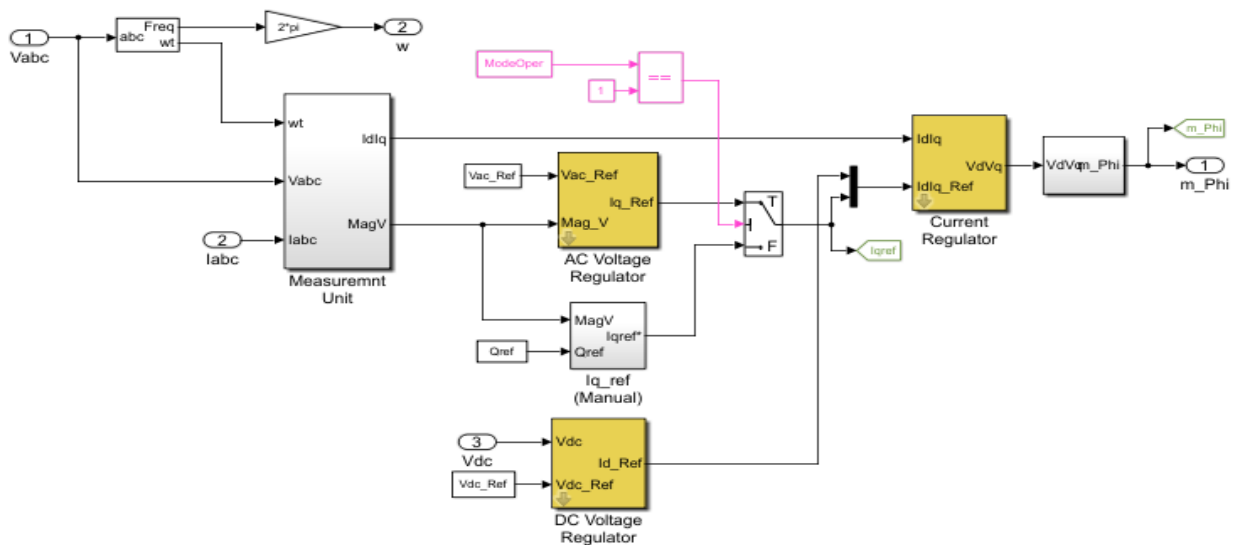 1
Vabc
abc
Freq
wt
2*pi
2
w
ModeOper
1
==
wt
Vabc
Iabc
IdIq
MagV
Measuremnt
Unit
2
Iabc
Vac_Ref
Vac_Ref
Mag_V
Iq_Ref
AC Voltage
Regulator
T
F
MagV
Qref
Iqref*
Iq_ref
(Manual)
Qref
3
Vdc
Vdc_Ref
Vdc
Vdc_Ref
Id_Ref
DC Voltage
Regulator
Iqref
IdIq
IdIq_Ref
VdVq
Current
Regulator
VdVq
m_Phi
m_Phi
1
m_Phi